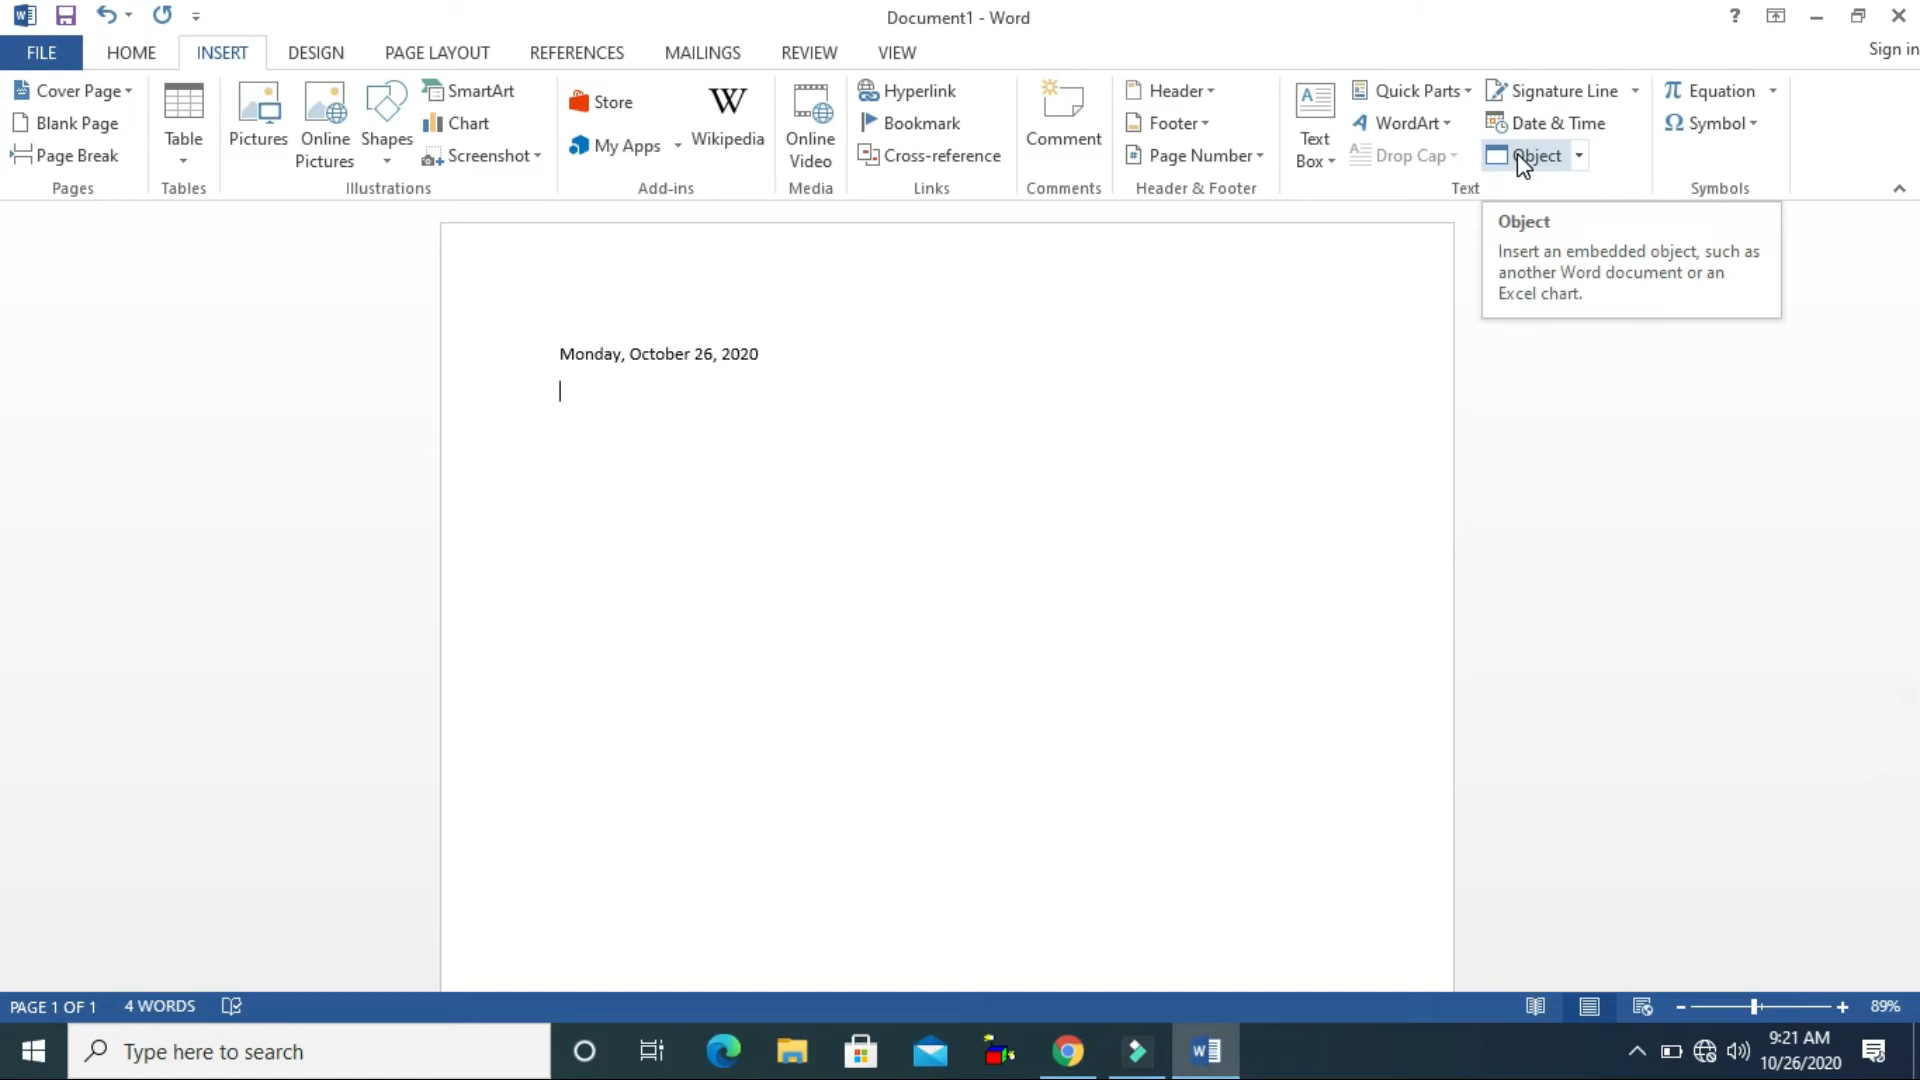 Document1 - Word
?
Sign in
FILE HOME INSERT DESIGN PAGE LAYOUT REFERENCES MAILINGS REVIEW VIEW
Cover Page
Blank Page
Page Break
Pages
Table
Tables
Pictures
Online
Pictures
Shapes
SmartArt
Chart
Screenshot
Illustrations
Store
My Apps
W
Wikipedia
Add-ins
Online
Video
Media
Hyperlink
Bookmark
Cross-reference
Links
Comment
Comments
Header
Footer
Page Number
Header & Footer
Text
Box
Quick Parts
WordArt
Drop Cap
Signature Line
Date & Time
Object
Text
π Equation
Ω Symbol
Symbols
Object
Insert an embedded object, such as
another Word document or an
Excel chart.
Monday, October 26, 2020
PAGE 1 OF 1 4 WORDS
89%
Type here to search
9:21 AM
10/26/2020